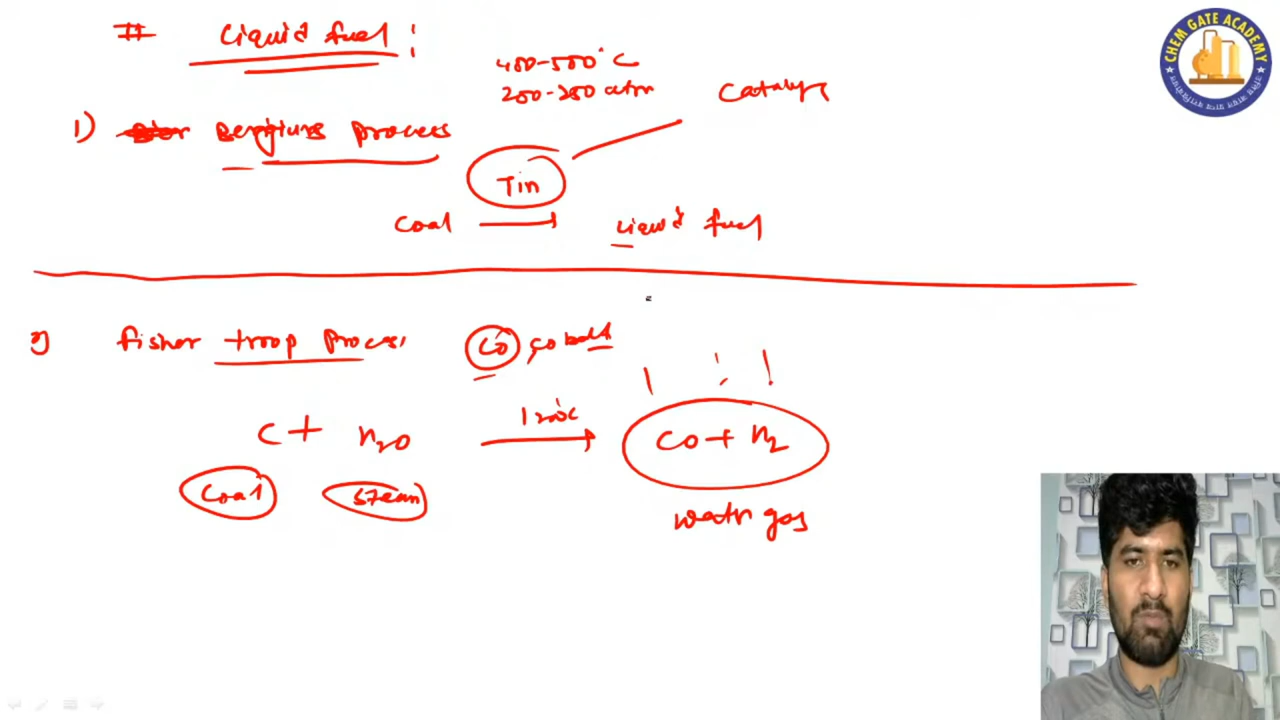 # Liquid fuel :
450-500°C
200-250 atm
Catalyst
1) Bergius process
Tin
Coal → Liquid fuel
2) fisher troop process Co cobalt
C + H2O 1200°C → CO + H2
Coal steam
water gas
CHEM GATE ACADEMY